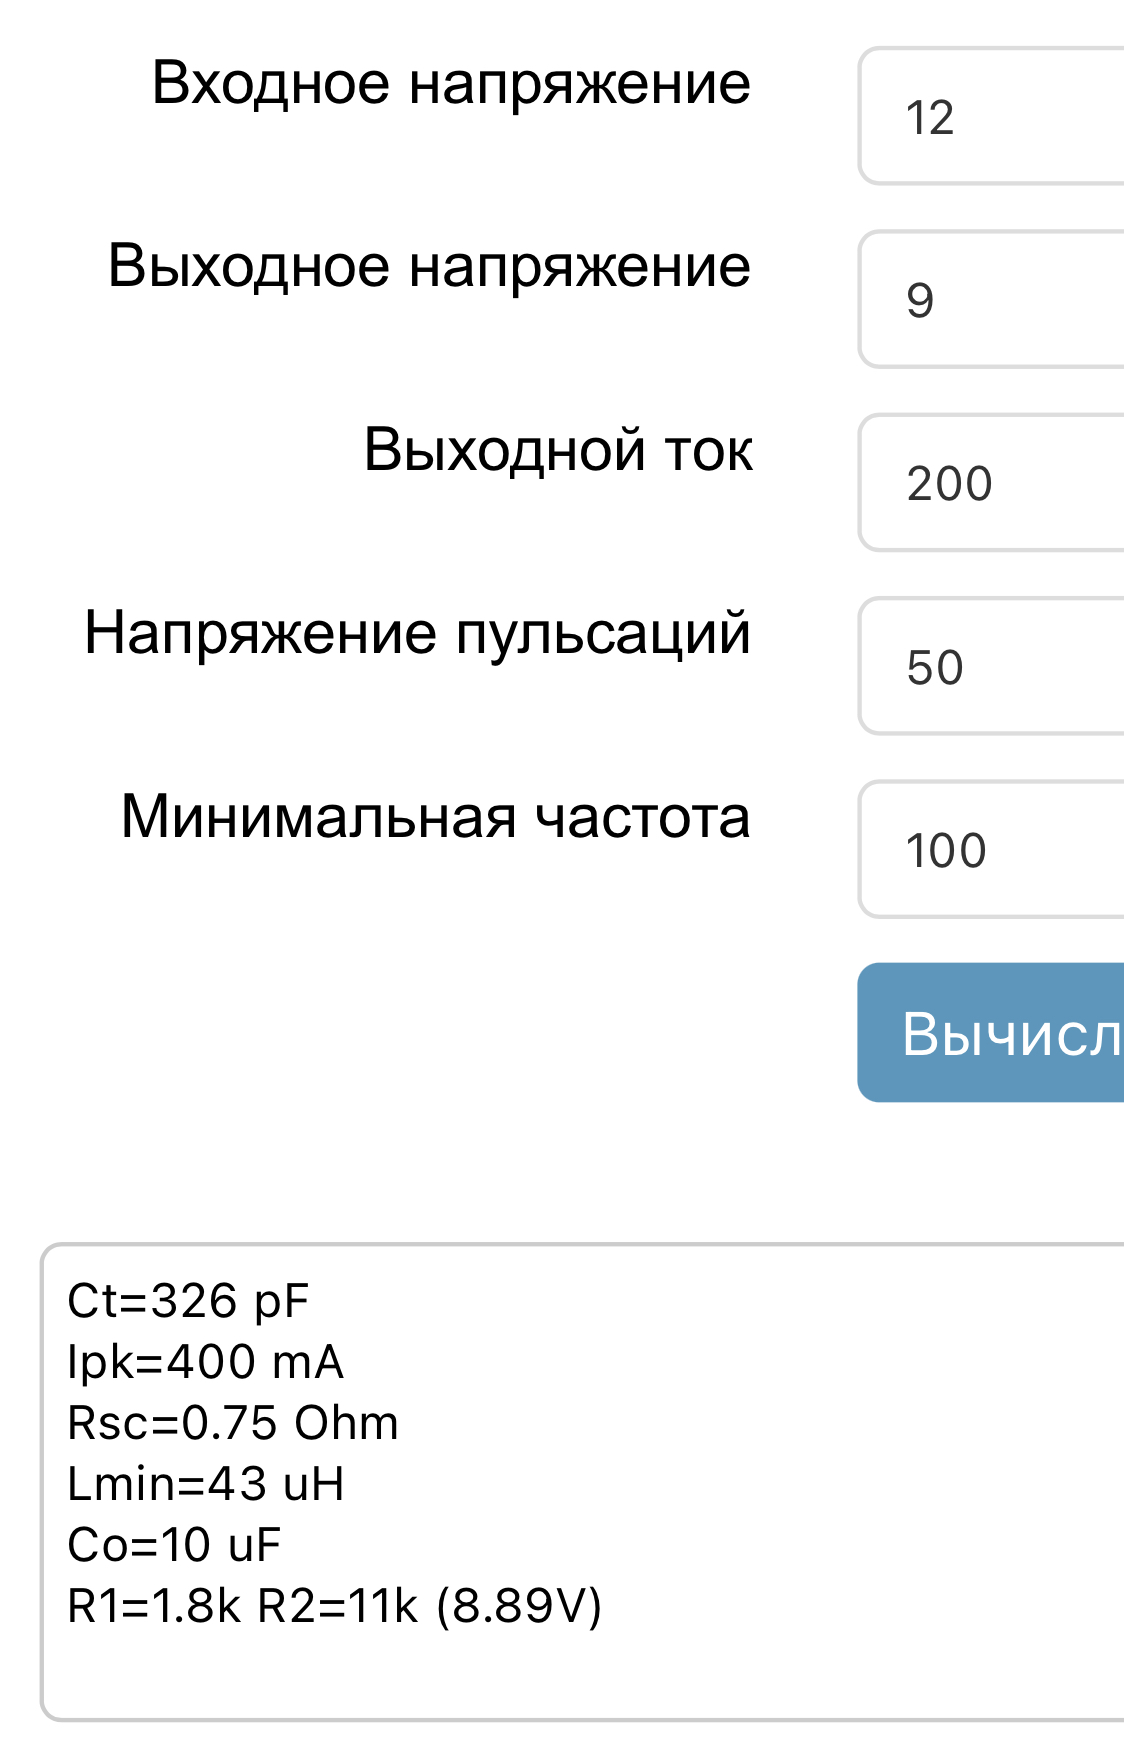 Входное напряжение
12
Выходное напряжение
9
Выходной ток
200
Напряжение пульсаций
50
Минимальная частота
100
Вычисл
Ct=326 pF
Ipk=400 mA
Rsc=0.75 Ohm
Lmin=43 uH
Co=10 uF
R1=1.8k R2=11k (8.89V)